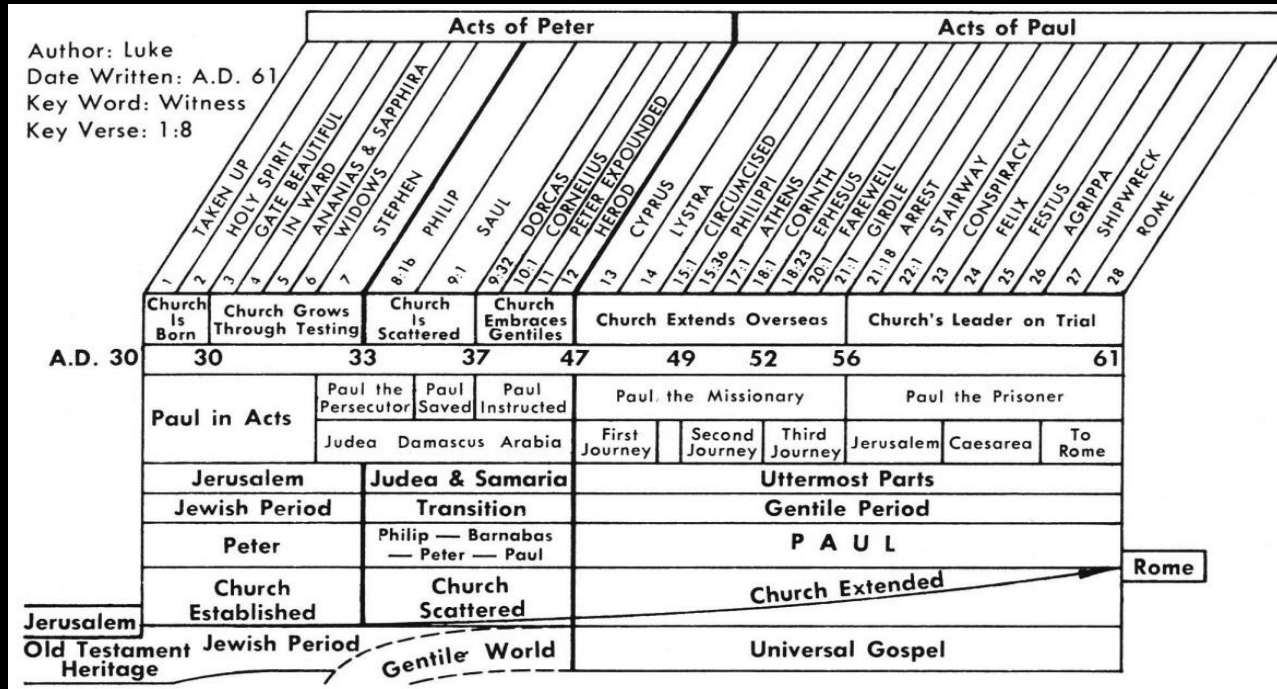 Acts of Peter
Acts of Paul
Author: Luke
Date Written: A.D. 61
Key Word: Witness
Key Verse: 1:8
TAKEN UP
HOLY SPIRIT
GATE BEAUTIFUL
IN WARD
ANANIAS & SAPPHIRA
WIDOWS
STEPHEN
PHILIP
SAUL
DORCAS
CORNELIUS
PETER EXPOUNDED
HEROD
CYPRUS
LYSTRA
CIRCUMCISED
PHILIPPI
ATHENS
CORINTH
EPHESUS
FAREWELL
GIRDLE
ARREST
STAIRWAY
CONSPIRACY
FELIX
FESTUS
AGRIPPA
SHIPWRECK
ROME
1 2 3 4 5 6 7 8:1b 9:1 9:32 10:1 11 12 13 14 15:1 15:36 17:1 18:1 18:23 20:1 21:1 21:18 22:1 23 24 25 26 27 28
Church
Is
Born
Church Grows
Through Testing
Church
Is
Scattered
Church
Embraces
Gentiles
Church Extends Overseas
Church's Leader on Trial
A.D. 30 30 33 37 47 49 52 56 61
Paul in Acts
Paul the
Persecutor
Paul
Saved
Paul
Instructed
Paul the Missionary
Paul the Prisoner
Judea Damascus Arabia
First
Journey
Second
Journey
Third
Journey
Jerusalem
Caesarea
To
Rome
Jerusalem
Judea & Samaria
Uttermost Parts
Jewish Period
Transition
Gentile Period
Peter
Philip — Barnabas
— Peter — Paul
PAUL
Church
Established
Church
Scattered
Church Extended
Rome
Jerusalem
Old Testament
Heritage
Jewish Period
Gentile World
Universal Gospel